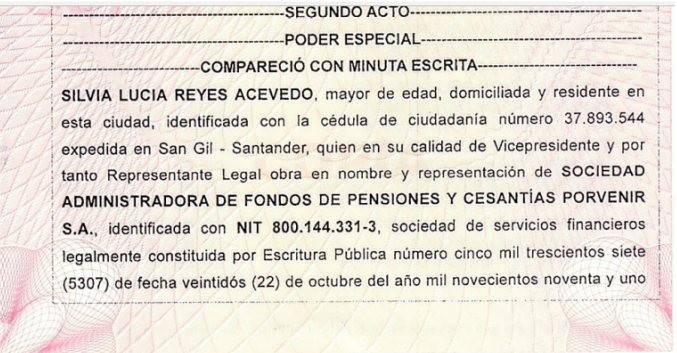 ----------------------------------SEGUNDO ACTO-----------------------------------
----------------------------------PODER ESPECIAL---------------------------------
---------------------COMPARECIÓ CON MINUTA ESCRITA------------------------
SILVIA LUCIA REYES ACEVEDO, mayor de edad, domiciliada y residente en
esta ciudad, identificada con la cédula de ciudadanía número 37.893.544
expedida en San Gil - Santander, quien en su calidad de Vicepresidente y por
tanto Representante Legal obra en nombre y representación de SOCIEDAD
ADMINISTRADORA DE FONDOS DE PENSIONES Y CESANTÍAS PORVENIR
S.A., identificada con NIT 800.144.331-3, sociedad de servicios financieros
legalmente constituida por Escritura Pública número cinco mil trescientos siete
(5307) de fecha veintidós (22) de octubre del año mil novecientos noventa y uno